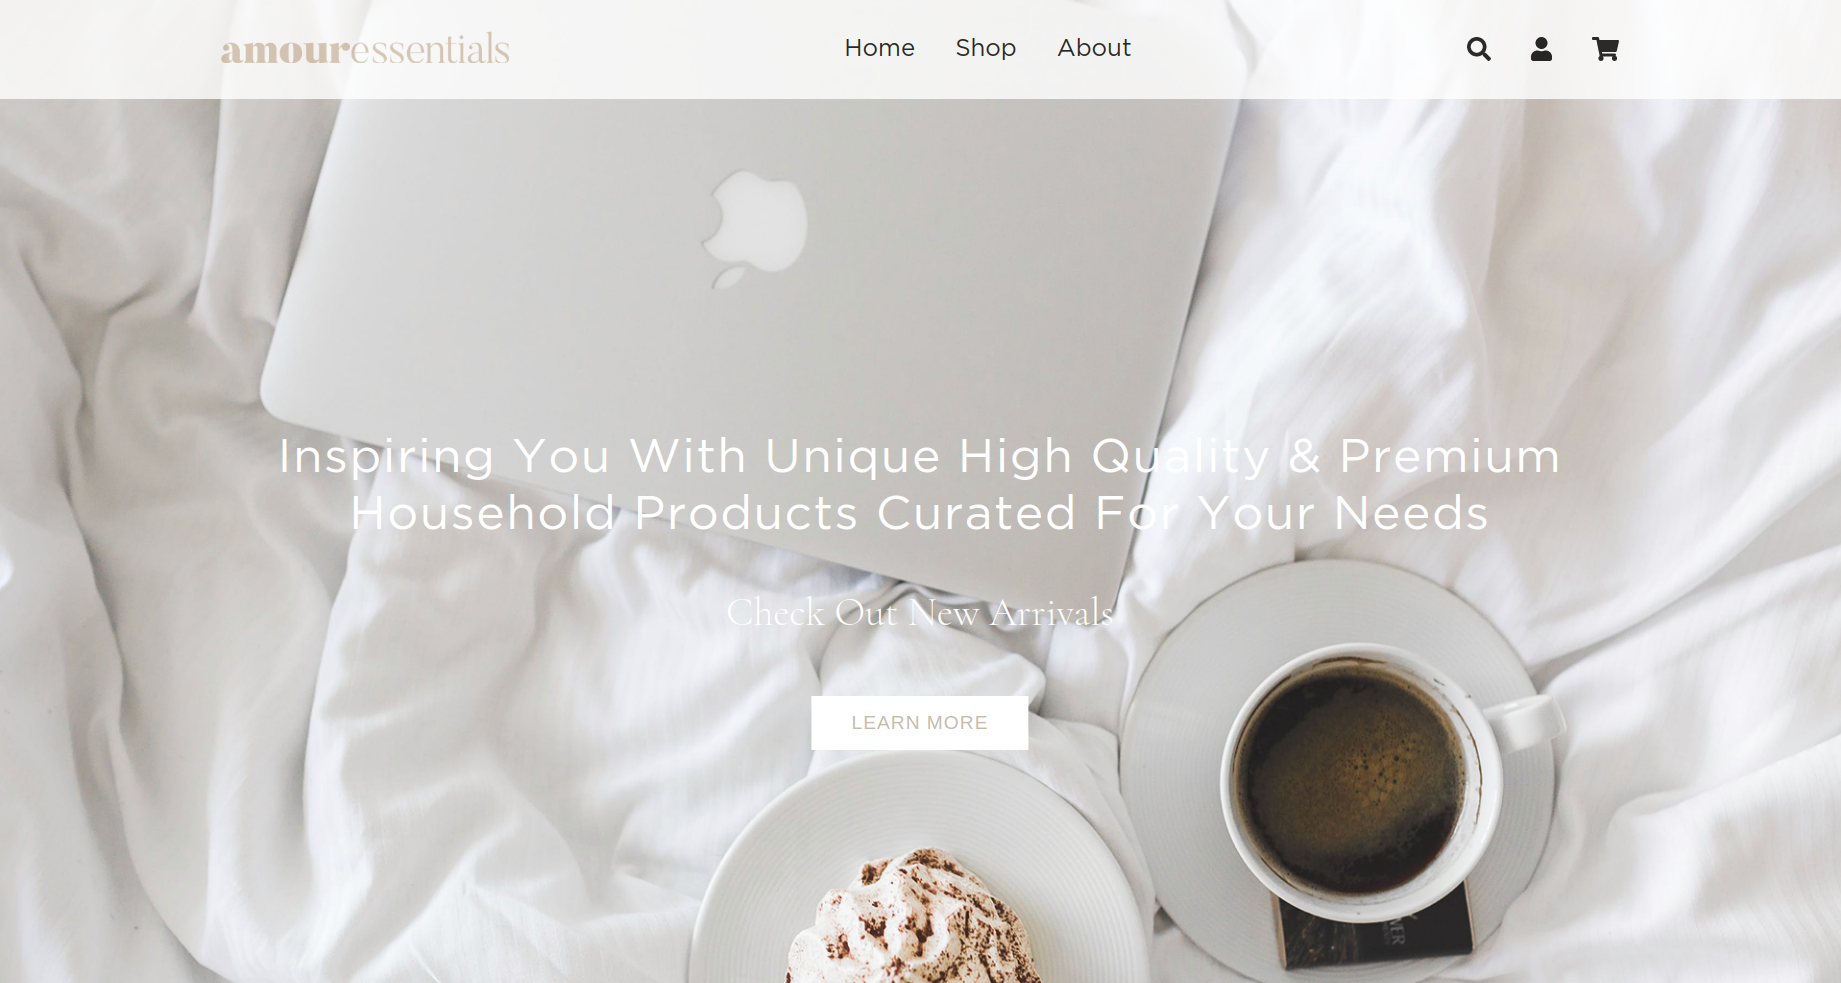 amouressentials
Home Shop About
Inspiring You With Unique High Quality & Premium
Household Products Curated For Your Needs
Check Out New Arrivals
LEARN MORE